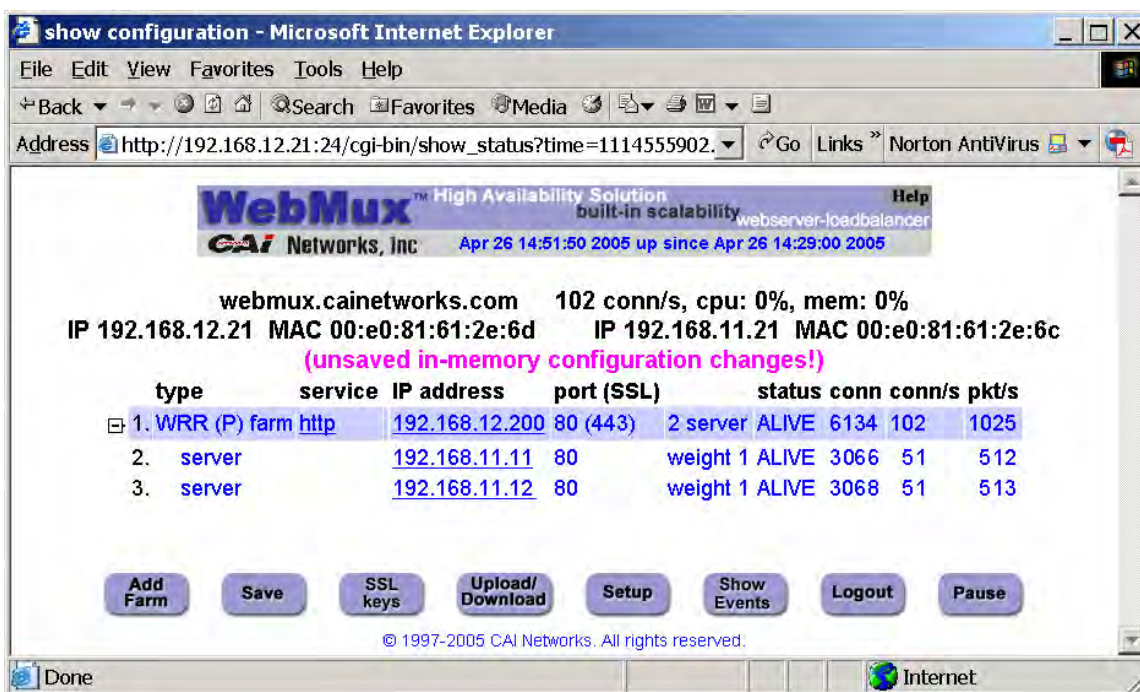 show configuration - Microsoft Internet Explorer
File Edit View Favorites Tools Help
Back Search Favorites Media
Address http://192.168.12.21:24/cgi-bin/show_status?time=1114555902. Go Links » Norton AntiVirus
WebMux™ High Availability Solution Help
built-in scalability webserver-loadbalancer
CAI Networks, Inc Apr 26 14:51:50 2005 up since Apr 26 14:29:00 2005
webmux.cainetworks.com 102 conn/s, cpu: 0%, mem: 0%
IP 192.168.12.21 MAC 00:e0:81:61:2e:6d IP 192.168.11.21 MAC 00:e0:81:61:2e:6c
(unsaved in-memory configuration changes!)
type service IP address port (SSL) status conn conn/s pkt/s
1. WRR (P) farm http 192.168.12.200 80 (443) 2 server ALIVE 6134 102 1025
2. server 192.168.11.11 80 weight 1 ALIVE 3066 51 512
3. server 192.168.11.12 80 weight 1 ALIVE 3068 51 513
Add Farm Save SSL keys Upload/Download Setup Show Events Logout Pause
© 1997-2005 CAI Networks. All rights reserved.
Done Internet